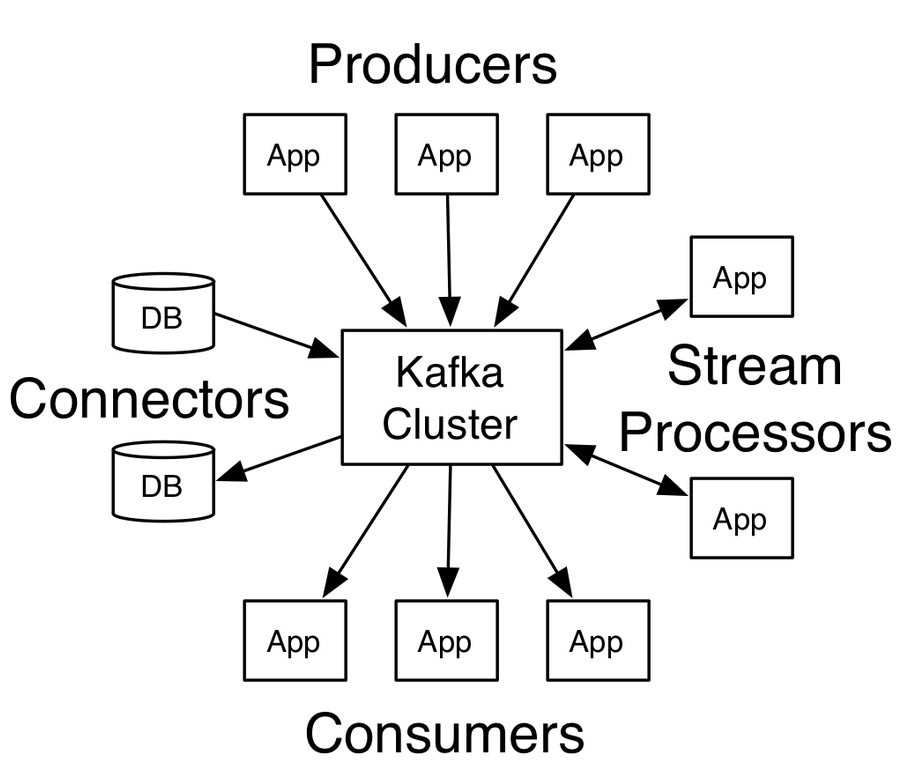 Producers
App
App
App
App
DB
Kafka
Cluster
Stream
Processors
Connectors
DB
App
App
App
App
Consumers